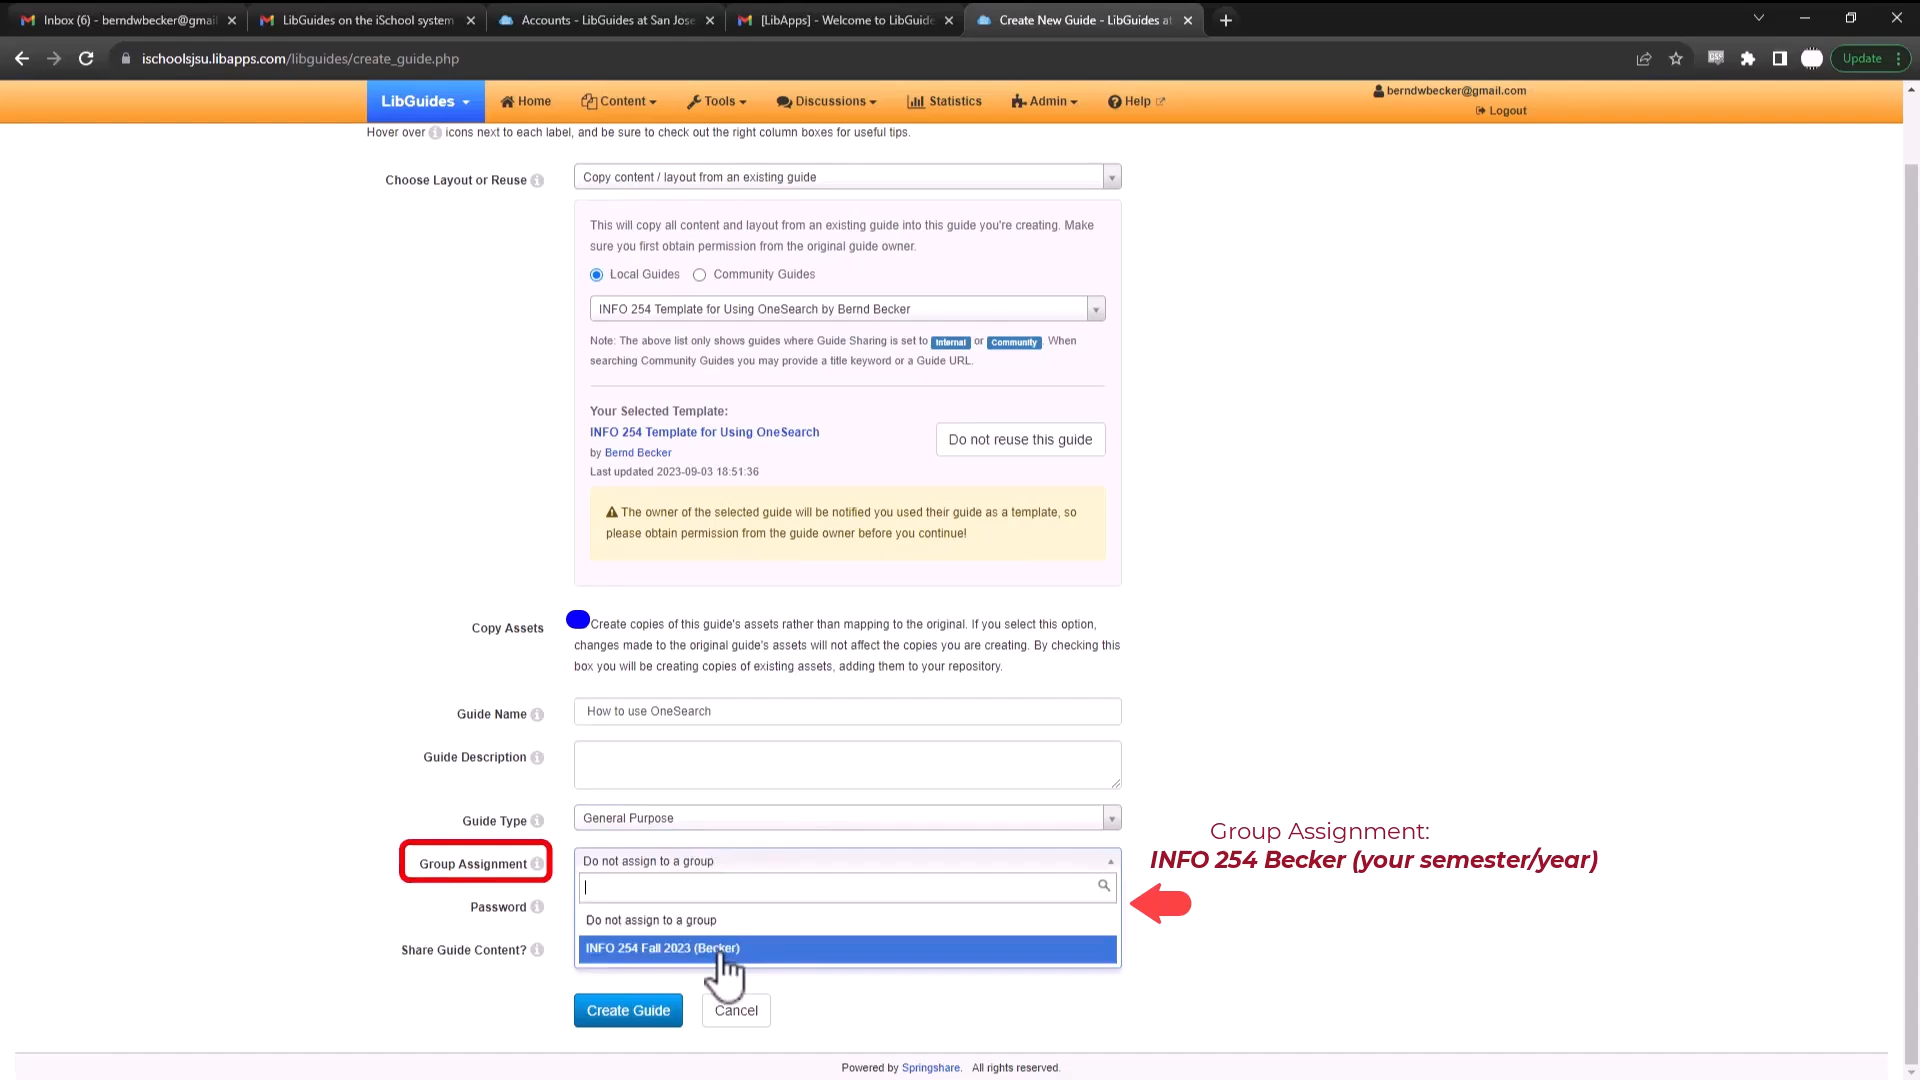 Inbox (6) - berndwbecker@gmail
LibGuides on the iSchool system
Accounts - LibGuides at San Jose
[LibApps] - Welcome to LibGuide
Create New Guide - LibGuides at
ischoolsjsu.libapps.com/libguides/create_guide.php
Update
LibGuides
Home
Content
Tools
Discussions
Statistics
Admin
Help
berndwbecker@gmail.com
Logout
Hover over icons next to each label, and be sure to check out the right column boxes for useful tips.
Choose Layout or Reuse
Copy content / layout from an existing guide
This will copy all content and layout from an existing guide into this guide you're creating. Make
sure you first obtain permission from the original guide owner.
Local Guides
Community Guides
INFO 254 Template for Using OneSearch by Bernd Becker
Note: The above list only shows guides where Guide Sharing is set to Internal or Community. When
searching Community Guides you may provide a title keyword or a Guide URL.
Your Selected Template:
INFO 254 Template for Using OneSearch
by Bernd Becker
Last updated 2023-09-03 18:51:36
Do not reuse this guide
The owner of the selected guide will be notified you used their guide as a template, so
please obtain permission from the guide owner before you continue!
Copy Assets
Create copies of this guide's assets rather than mapping to the original. If you select this option,
changes made to the original guide's assets will not affect the copies you are creating. By checking this
box you will be creating copies of existing assets, adding them to your repository.
Guide Name
How to use OneSearch
Guide Description
Guide Type
General Purpose
Group Assignment
Do not assign to a group
Group Assignment:
INFO 254 Becker (your semester/year)
Password
Do not assign to a group
Share Guide Content?
INFO 254 Fall 2023 (Becker)
Create Guide
Cancel
Powered by Springshare. All rights reserved.